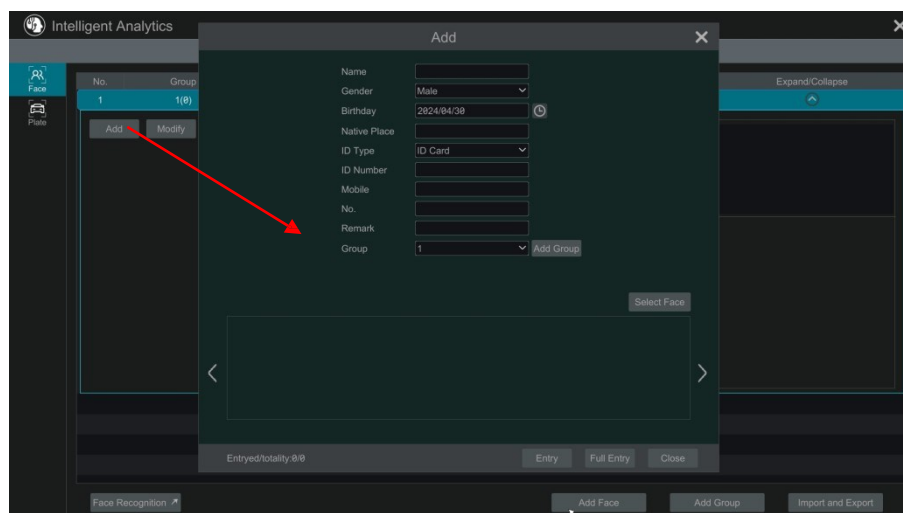 Intelligent Analytics
Add
Face
Plate
No. Group Expand/Collapse
1 1(0)
Add Modify
Name
Gender Male
Birthday 2024/04/30
Native Place
ID Type ID Card
ID Number
Mobile
No.
Remark
Group 1 Add Group
Select Face
Entryed/totality:0/0 Entry Full Entry Close
Face Recognition Add Face Add Group Import and Export